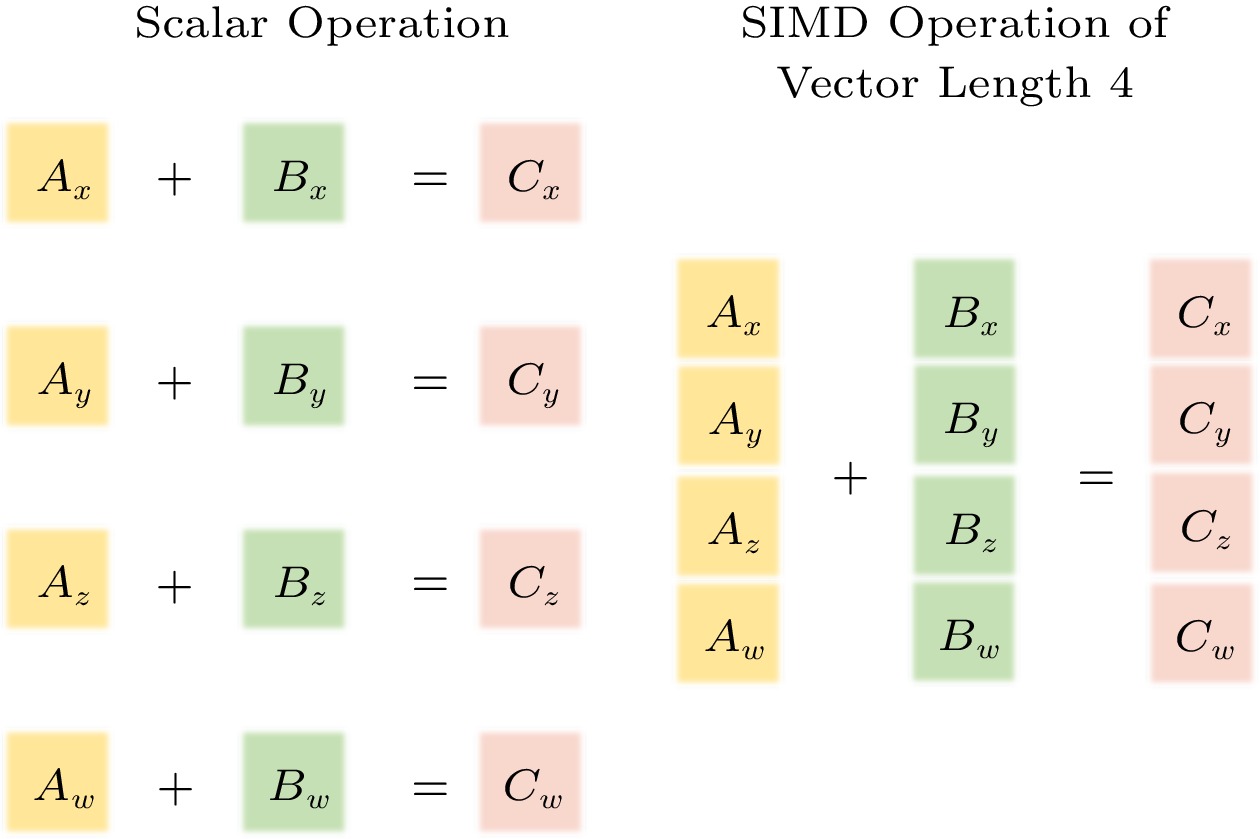 Scalar Operation
A_x + B_x = C_x
A_y + B_y = C_y
A_z + B_z = C_z
A_w + B_w = C_w
SIMD Operation of
Vector Length 4
A_x B_x C_x
A_y B_y C_y
+ =
A_z B_z C_z
A_w B_w C_w